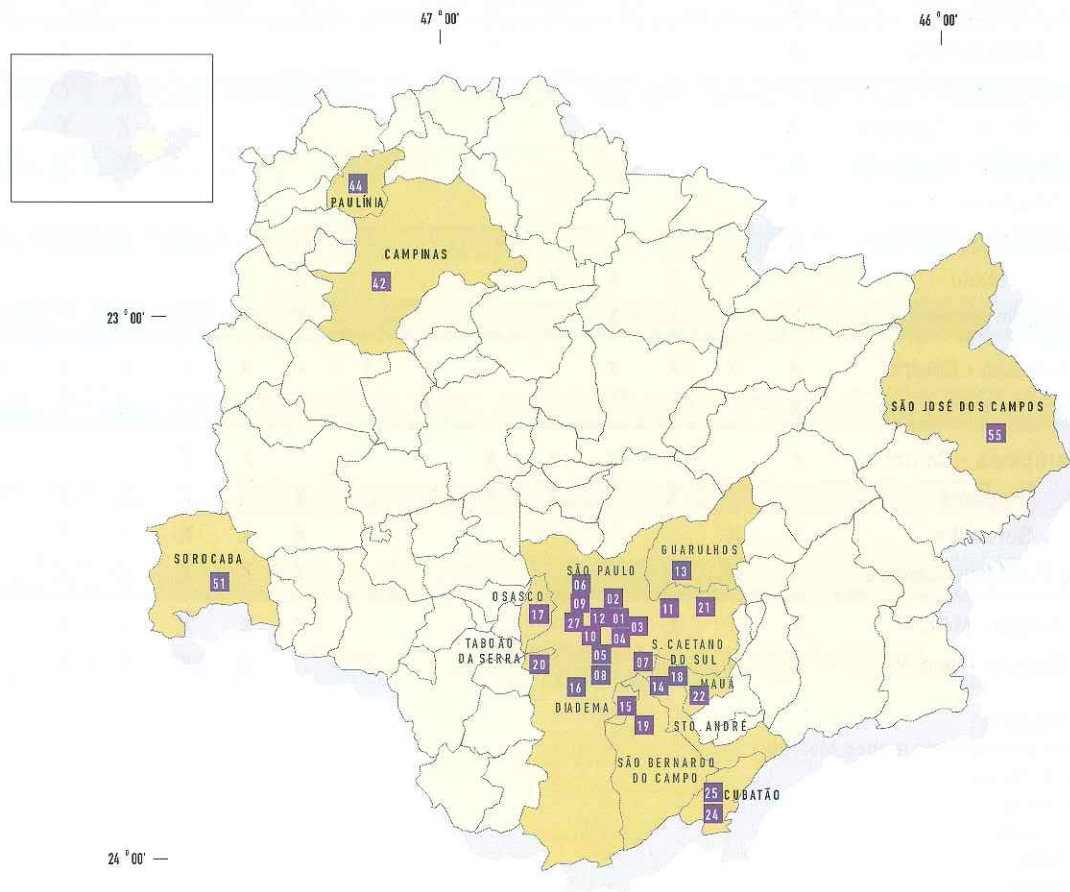 47 °00'
46 °00'
44
PAULÍNIA
CAMPINAS
42
23 °00'
SÃO JOSÉ DOS CAMPOS
55
GUARULHOS
SOROCABA
13
SÃO PAULO
51
06
OSASCO
02
09
11
21
17
12
01
27
03
10
04
TABOÃO
DA SERRA
S. CAETANO
DO SUL
05
07
20
08
18
MAUÁ
16
14
22
DIADEMA
15
19
STO. ANDRÉ
SÃO BERNARDO
DO CAMPO
25
CUBATÃO
24
24 °00'